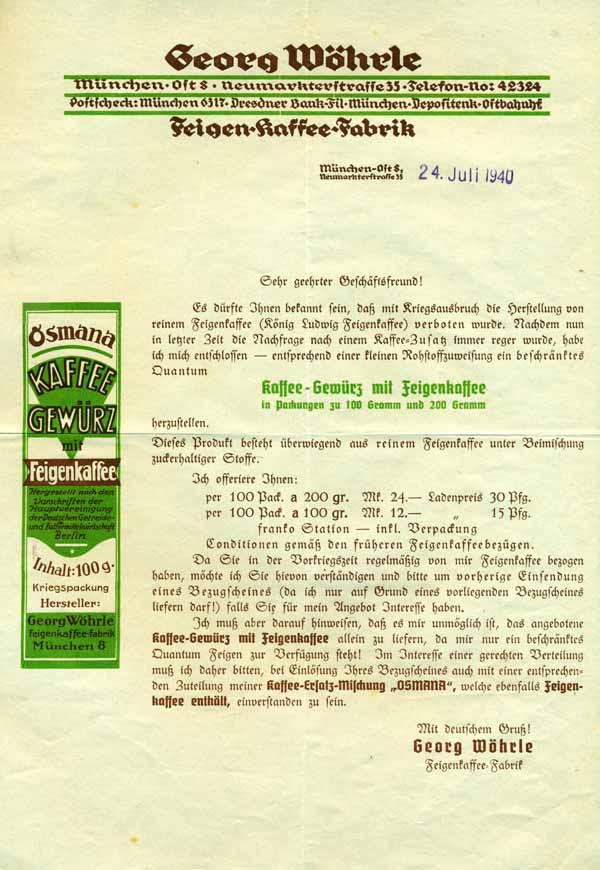 Georg Wöhrle
München-Ost 8 · Neumarkterstrasse 35 · Telefon-No: 42324
Postscheck: München 6317 · Dresdner Bank-Fil. München-Depositenk. Ostbahnhf
Feigen-Kaffee-Fabrik
München-Ost 8,
Neumarkterstrasse 35
24. Juli 1940
Sehr geehrter Geschäftsfreund!
Es dürfte Ihnen bekannt sein, daß mit Kriegsausbruch die Herstellung von
reinem Feigenkaffee (König Ludwig Feigenkaffee) verboten wurde. Nachdem nun
in letzter Zeit die Nachfrage nach einem Kaffee-Zusatz immer reger wurde, habe
ich mich entschlossen — entsprechend einer kleinen Rohstoffzuweisung ein beschränktes
Quantum
Kaffee-Gewürz mit Feigenkaffee
in Packungen zu 100 Gramm und 200 Gramm
herzustellen.
Dieses Produkt besteht überwiegend aus reinem Feigenkaffee unter Beimischung
zuckerhaltiger Stoffe.
Ich offeriere Ihnen:
per 100 Pack. a 200 gr. Mk. 24.— Ladenpreis 30 Pfg.
per 100 Pack. a 100 gr. Mk. 12.— „ 15 Pfg.
franko Station — inkl. Verpackung
Conditionen gemäß den früheren Feigenkaffeebezügen.
Da Sie in der Vorkriegszeit regelmäßig von mir Feigenkaffee bezogen
haben, möchte ich Sie hievon verständigen und bitte um vorherige Einsendung
eines Bezugscheines (da ich nur auf Grund eines vorliegenden Bezugscheines
liefern darf!) falls Sie für mein Angebot Interesse haben.
Ich muß aber darauf hinweisen, daß es mir unmöglich ist, das angebotene
Kaffee-Gewürz mit Feigenkaffee allein zu liefern, da mir nur ein beschränktes
Quantum Feigen zur Verfügung steht! Im Interesse einer gerechten Verteilung
muß ich daher bitten, bei Einlösung Ihres Bezugscheines auch mit einer entsprechen-
den Zuteilung meiner Kaffee-Ersatz-Mischung „OSMANA“, welche ebenfalls Feigen-
kaffee enthält, einverstanden zu sein.
Mit deutschem Gruß!
Georg Wöhrle
Feigenkaffee-Fabrik
Osmana
KAFFEE
GEWÜRZ
mit
Feigenkaffee
Hergestellt nach den
Vorschriften der
Hauptvereinigung
der Deutschen Getreide-
und Futtermittelwirtschaft
Berlin
Inhalt: 100 g.
Kriegspackung
Hersteller:
Georg Wöhrle
Feigenkaffee-Fabrik
München 8